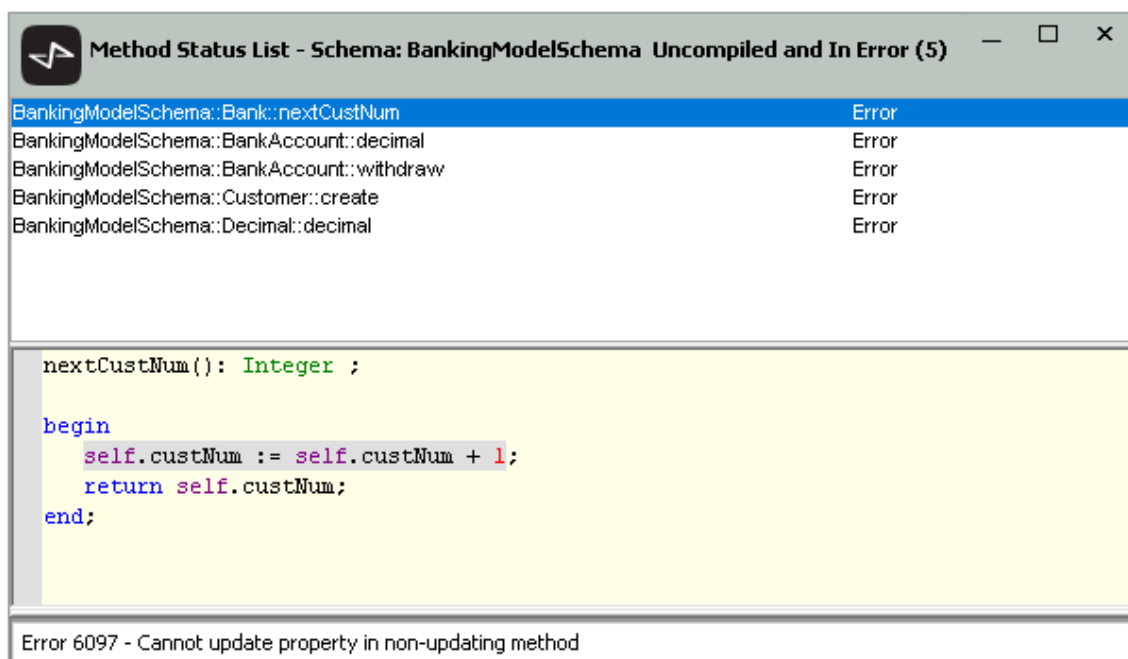 Method Status List - Schema: BankingModelSchema  Uncompiled and In Error (5)
BankingModelSchema::Bank::nextCustNum Error
BankingModelSchema::BankAccount::decimal Error
BankingModelSchema::BankAccount::withdraw Error
BankingModelSchema::Customer::create Error
BankingModelSchema::Decimal::decimal Error
nextCustNum(): Integer ;
begin
self.custNum := self.custNum + 1;
return self.custNum;
end;
Error 6097 - Cannot update property in non-updating method